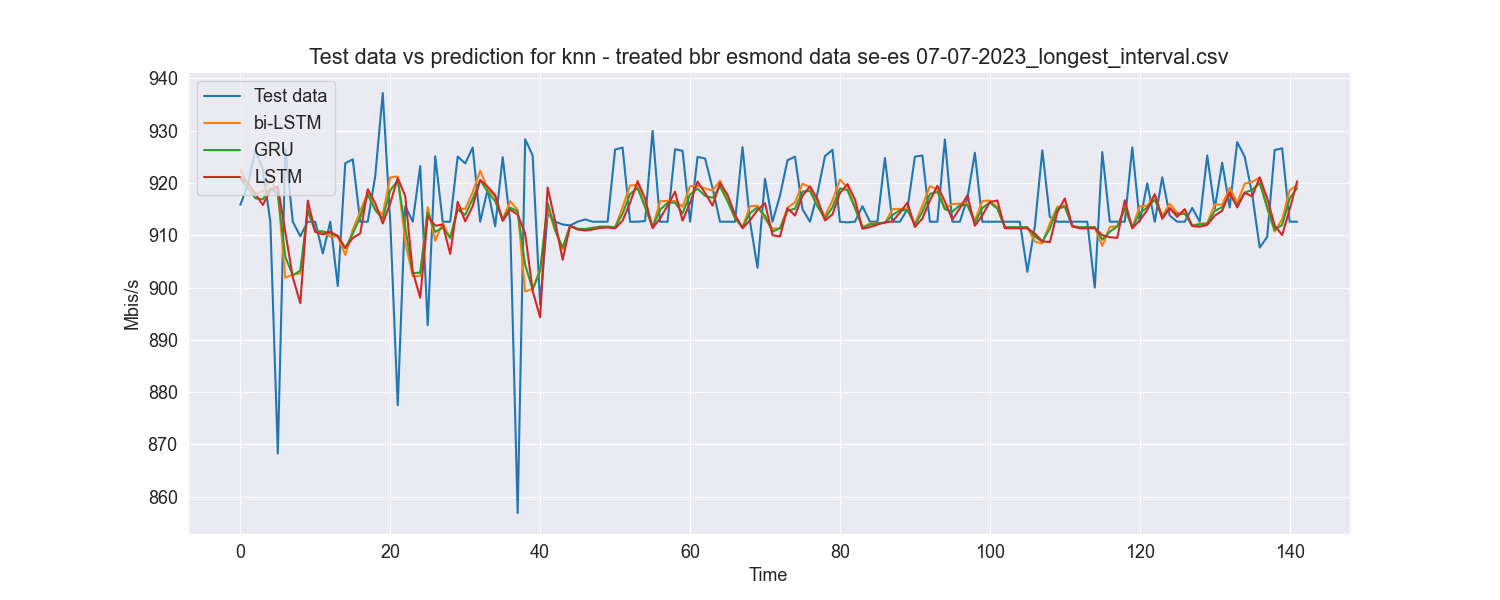 Test data vs prediction for knn - treated bbr esmond data se-es 07-07-2023_longest_interval.csv
940
930
920
910
900
890
880
870
860
Mbis/s
Test data
bi-LSTM
GRU
LSTM
0
20
40
60
80
100
120
140
Time